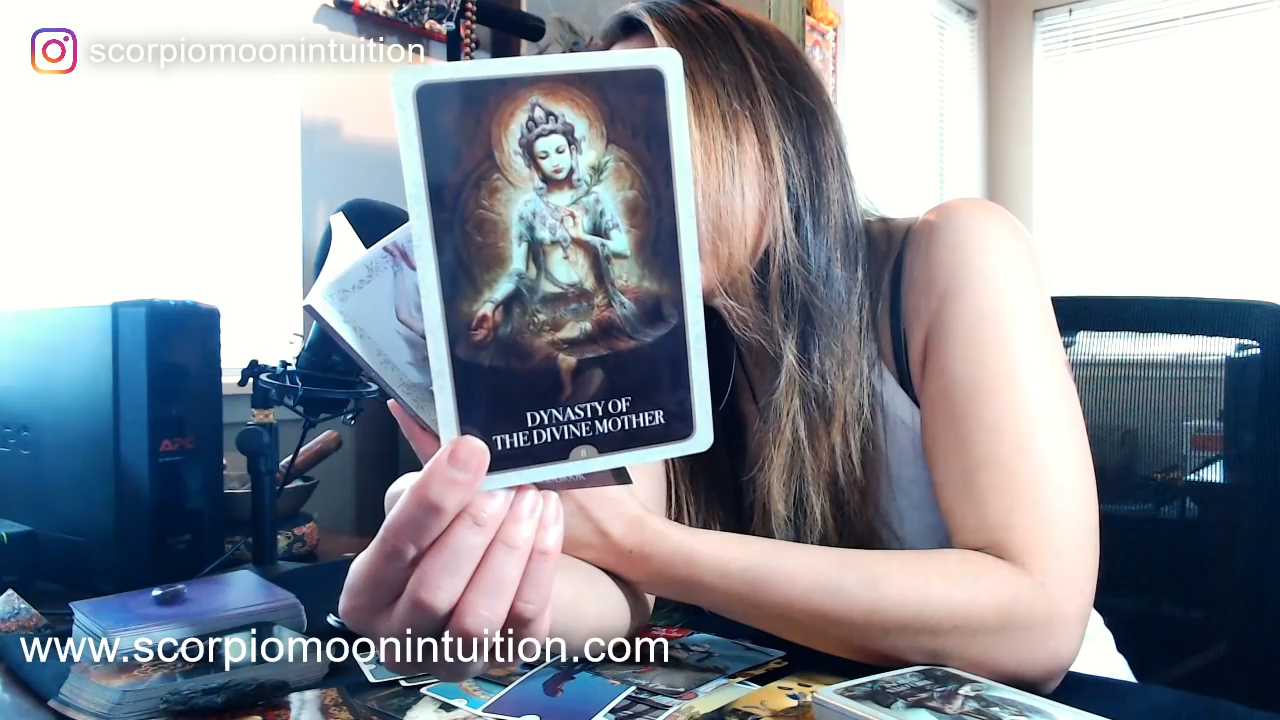 scorpiomoonintuition
DYNASTY OF
THE DIVINE MOTHER
APC
www.scorpiomoonintuition.com